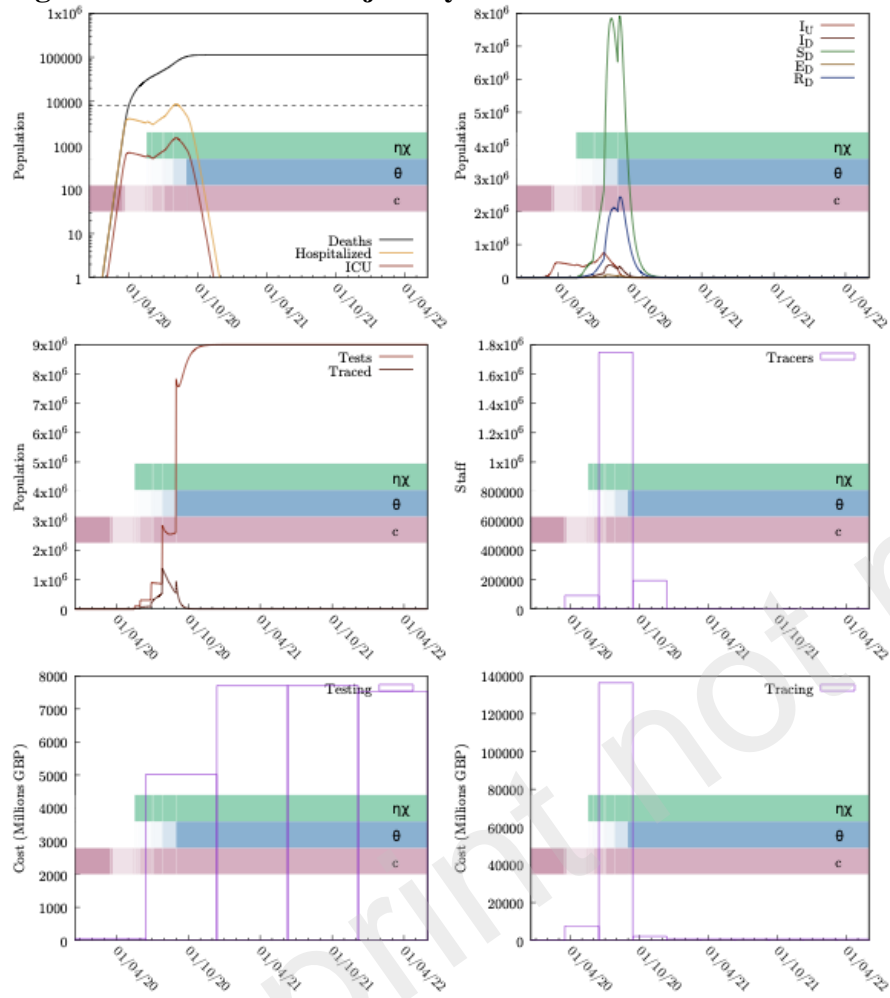 1x10^6
100000
10000
1000
100
10
1
Population
ηχ
θ
c
Deaths
Hospitalized
ICU
01/04/20
01/10/20
01/04/21
01/10/21
01/04/22
8x10^6
7x10^6
6x10^6
5x10^6
4x10^6
3x10^6
2x10^6
1x10^6
0
Population
I_U
I_D
S_D
E_D
R_D
ηχ
θ
c
01/04/20
01/10/20
01/04/21
01/10/21
01/04/22
9x10^6
8x10^6
7x10^6
6x10^6
5x10^6
4x10^6
3x10^6
2x10^6
1x10^6
0
Population
Tests
Traced
ηχ
θ
c
01/04/20
01/10/20
01/04/21
01/10/21
01/04/22
1.8x10^6
1.6x10^6
1.4x10^6
1.2x10^6
1x10^6
800000
600000
400000
200000
0
Staff
Tracers
ηχ
θ
c
01/04/20
01/10/20
01/04/21
01/10/21
01/04/22
8000
7000
6000
5000
4000
3000
2000
1000
0
Cost (Millions GBP)
Testing
ηχ
θ
c
01/04/20
01/10/20
01/04/21
01/10/21
01/04/22
140000
120000
100000
80000
60000
40000
20000
0
Cost (Millions GBP)
Tracing
ηχ
θ
c
01/04/20
01/10/20
01/04/21
01/10/21
01/04/22
print not